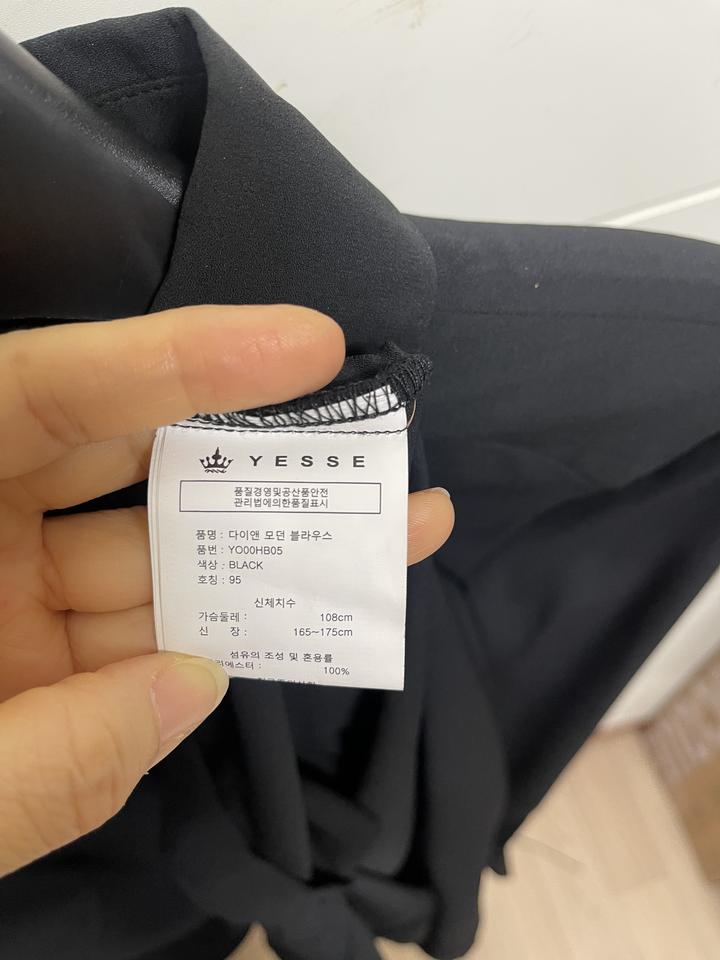 YESSE
품질경영및공산품안전
관리법에의한품질표시
품명 : 다이앤 모던 블라우스
품번 : YO00HB05
색상 : BLACK
호칭 : 95
신체치수
가슴둘레 : 108cm
신 장 : 165~175cm
섬유의 조성 및 혼용률
에스터 : 100%